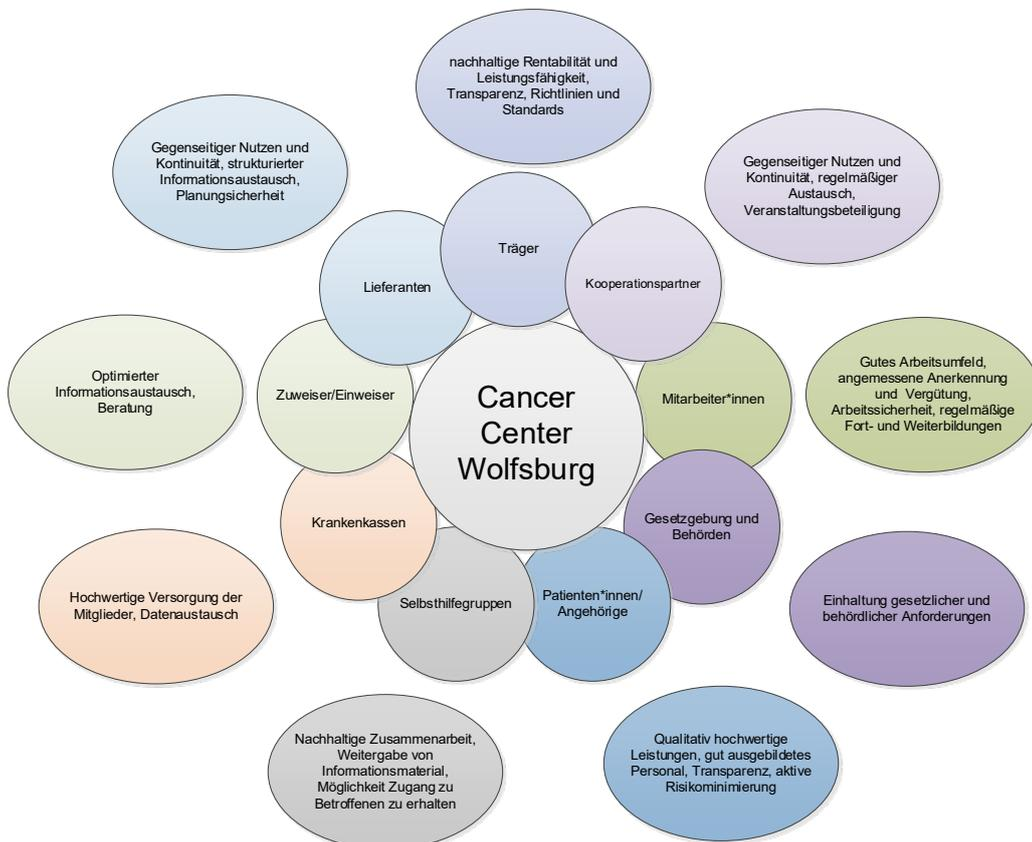 nachhaltige Rentabilität und
Leistungsfähigkeit,
Transparenz, Richtlinien und
Standards
Gegenseitiger Nutzen und
Kontinuität, strukturierter
Informationsaustausch,
Planungsicherheit
Gegenseitiger Nutzen und
Kontinuität, regelmäßiger
Austausch,
Veranstaltungsbeteiligung
Träger
Lieferanten
Kooperationspartner
Optimierter
Informationsaustausch,
Beratung
Zuweiser/Einweiser
Cancer
Center
Wolfsburg
Mitarbeiter*innen
Gutes Arbeitsumfeld,
angemessene Anerkennung
und Vergütung,
Arbeitssicherheit, regelmäßige
Fort- und Weiterbildungen
Krankenkassen
Gesetzgebung und
Behörden
Hochwertige Versorgung der
Mitglieder, Datenaustausch
Selbsthilfegruppen
Patienten*innen/
Angehörige
Einhaltung gesetzlicher und
behördlicher Anforderungen
Nachhaltige Zusammenarbeit,
Weitergabe von
Informationsmaterial,
Möglichkeit Zugang zu
Betroffenen zu erhalten
Qualitativ hochwertige
Leistungen, gut ausgebildetes
Personal, Transparenz, aktive
Risikominimierung